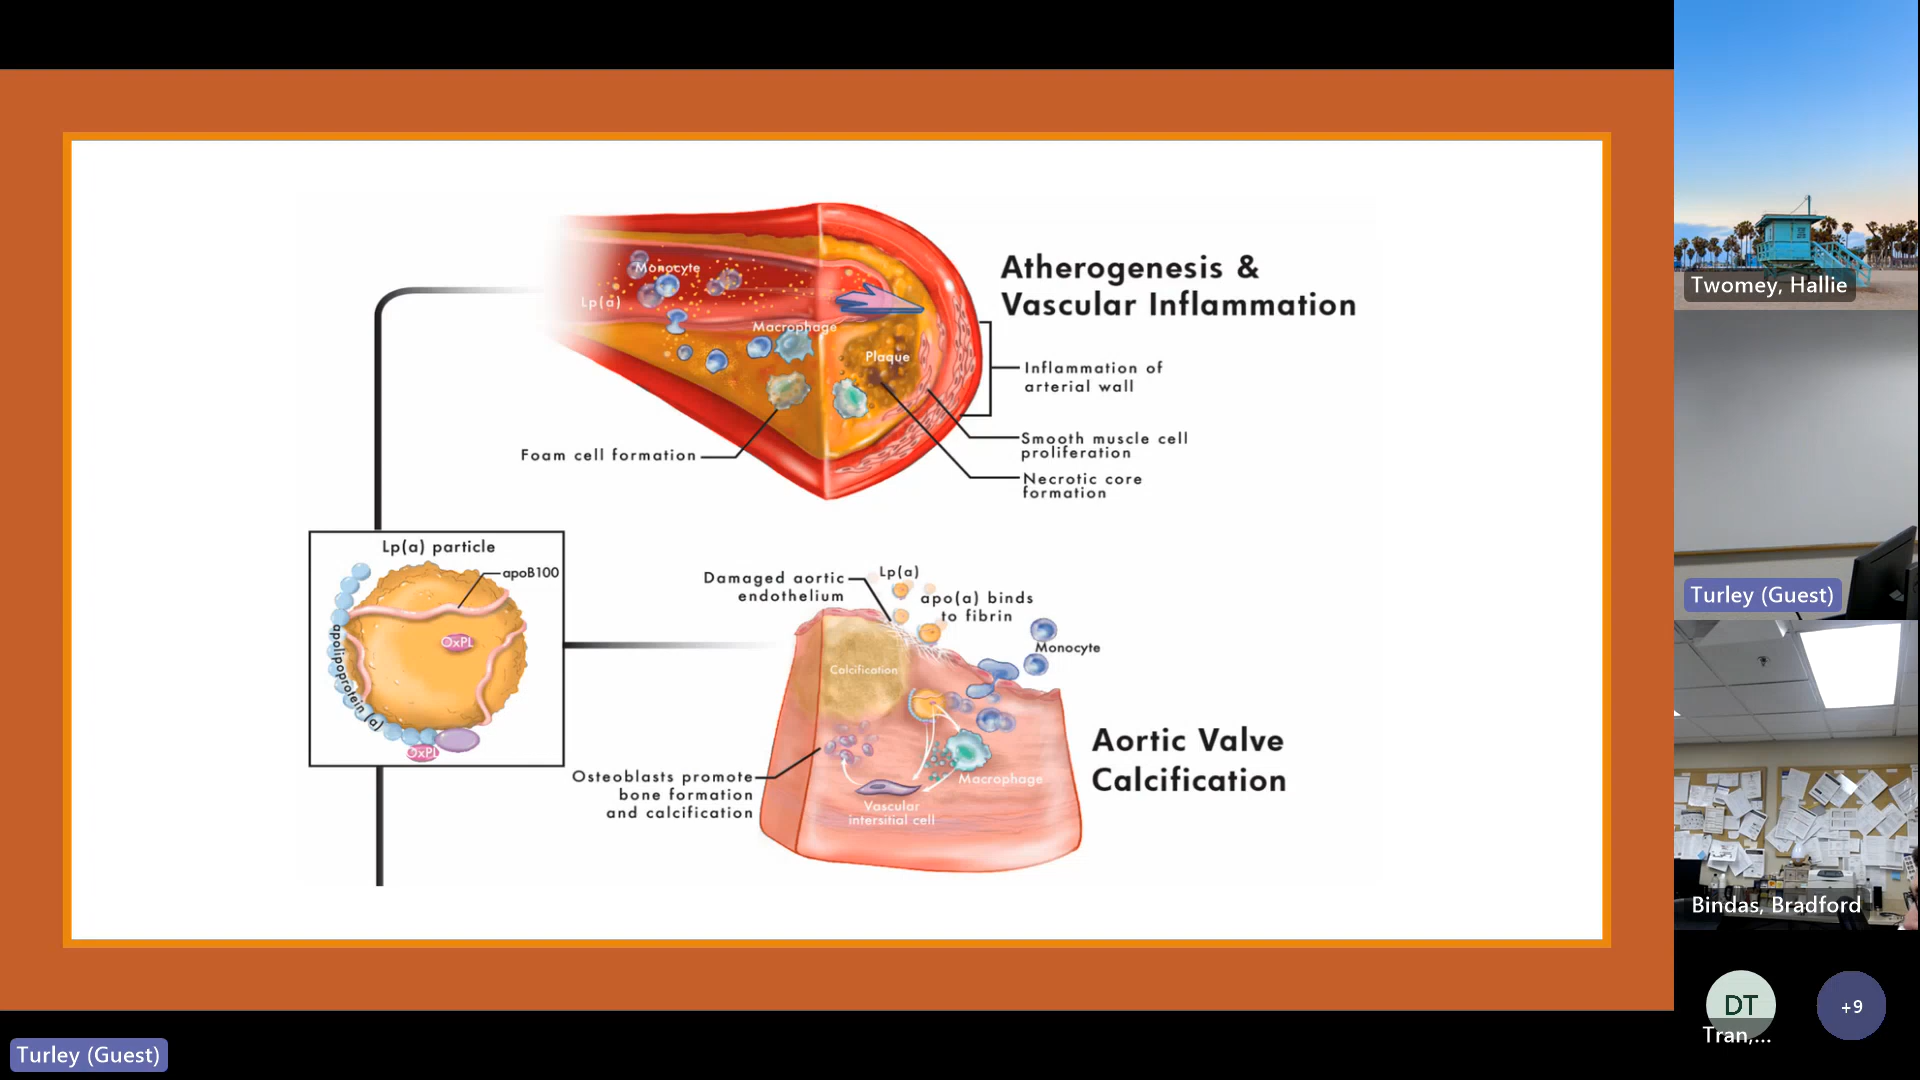 Atherogenesis &
Vascular Inflammation
Monocyte
Lp(a)
Macrophage
Plaque
Inflammation of
arterial wall
Smooth muscle cell
proliferation
Necrotic core
formation
Foam cell formation
Lp(a) particle
apoB100
OxPL
apolipoprotein (a)
OxPL
Damaged aortic
endothelium
Lp(a)
apo(a) binds
to fibrin
Monocyte
Calcification
Macrophage
Vascular
intersitial cell
Osteoblasts promote
bone formation
and calcification
Aortic Valve
Calcification
Twomey, Hallie
Turley (Guest)
Bindas, Bradford
DT
Tran,...
+9
Turley (Guest)